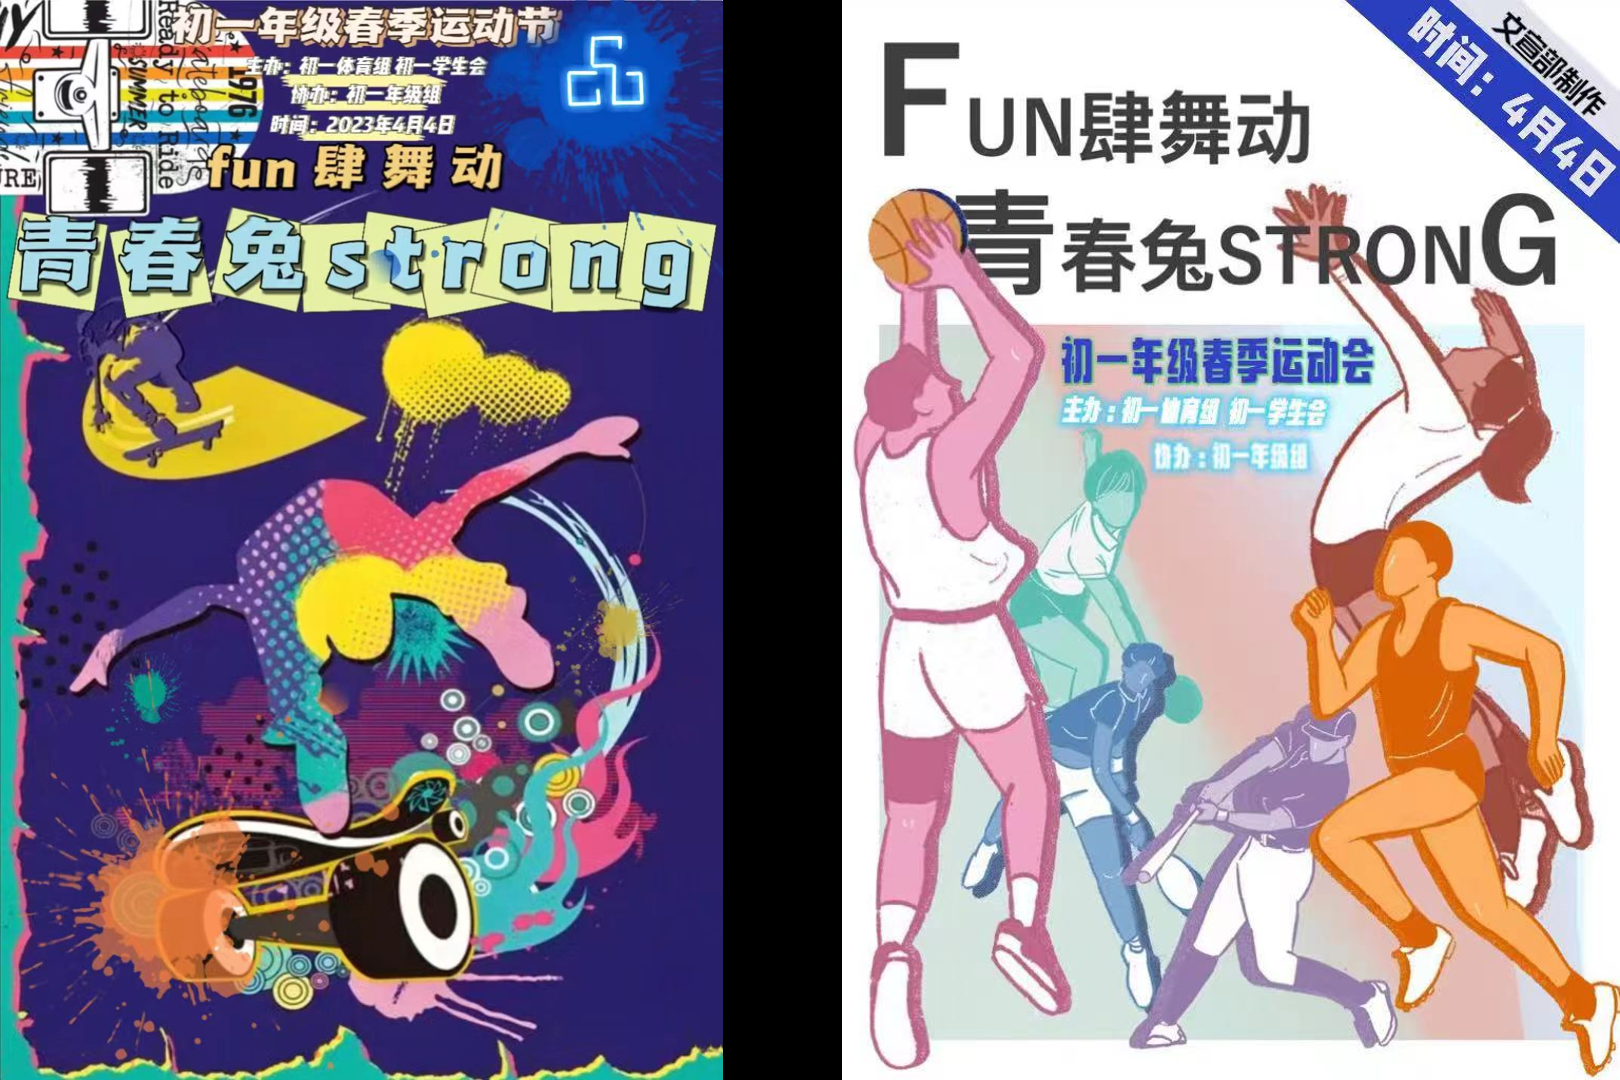 初一年级春季运动节
主办：初一体育组 初一学生会
协办：初一年级组
时间：2023年4月4日
fun肆舞动
青春兔strong
Ready to Ride
SUMMER
1976
FUN肆舞动
青春兔STRONG
文宣部制作
时间：4月4日
初一年级春季运动会
主办：初一体育组 初一学生会
协办：初一年级组